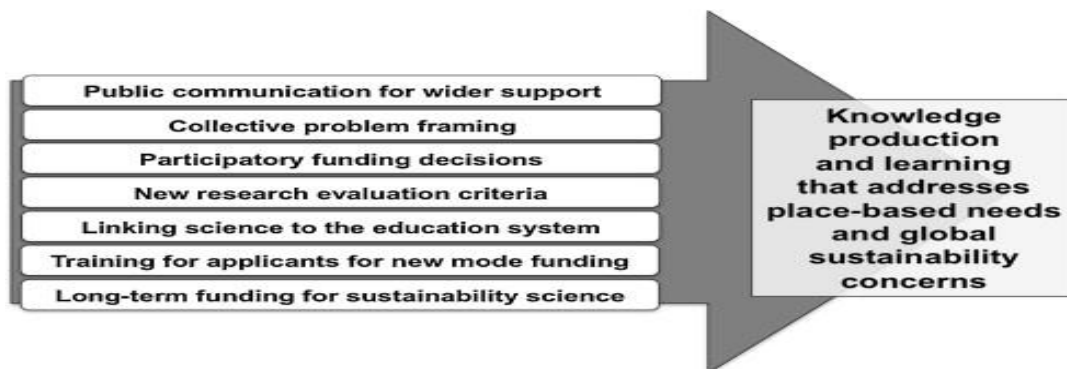 Public communication for wider support
Collective problem framing
Participatory funding decisions
New research evaluation criteria
Linking science to the education system
Training for applicants for new mode funding
Long-term funding for sustainability science
Knowledge
production
and learning
that addresses
place-based needs
and global
sustainability
concerns